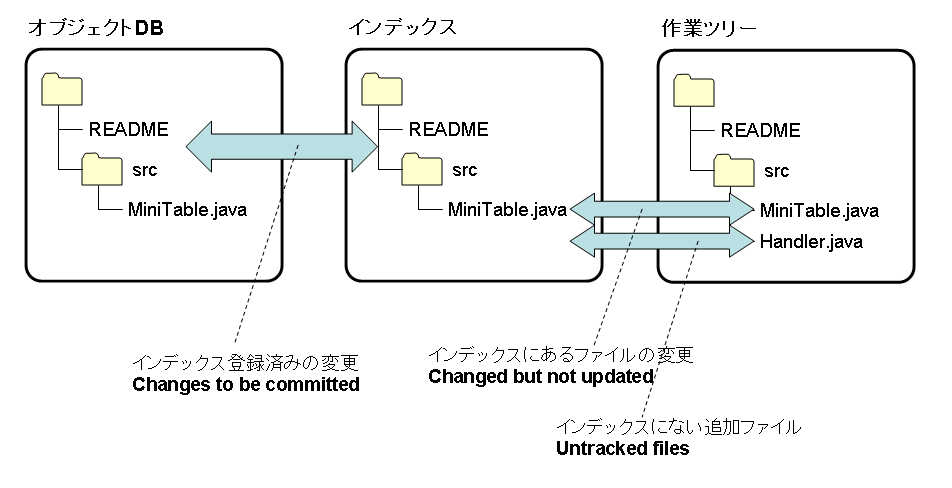 オブジェクトDB
インデックス
作業ツリー
README
src
MiniTable.java
README
src
MiniTable.java
README
src
MiniTable.java
Handler.java
インデックス登録済みの変更
Changes to be committed
インデックスにあるファイルの変更
Changed but not updated
インデックスにない追加ファイル
Untracked files